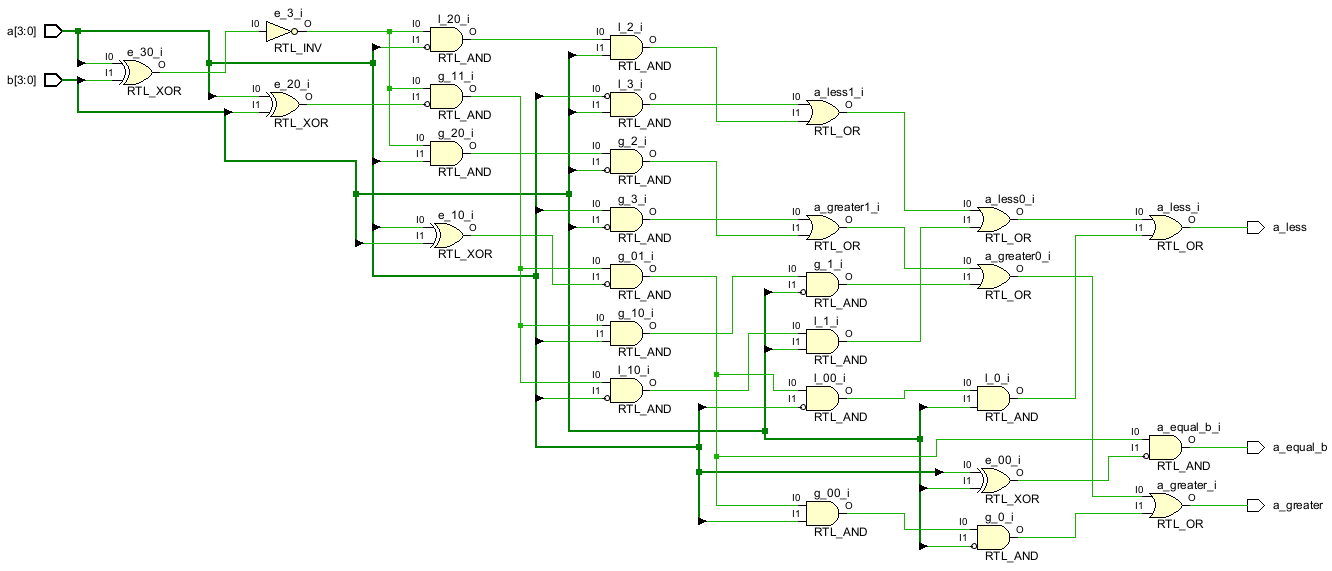 a[3:0]
b[3:0]
e_30_i
I0
I1
O
RTL_XOR
e_3_i
I0
O
RTL_INV
e_20_i
I0
I1
O
RTL_XOR
l_20_i
I0
I1
O
RTL_AND
g_11_i
I0
I1
O
RTL_AND
g_20_i
I0
I1
O
RTL_AND
e_10_i
I0
I1
O
RTL_XOR
l_2_i
I0
I1
O
RTL_AND
l_3_i
I0
I1
O
RTL_AND
g_2_i
I0
I1
O
RTL_AND
g_3_i
I0
I1
O
RTL_AND
g_01_i
I0
I1
O
RTL_AND
g_10_i
I0
I1
O
RTL_AND
l_10_i
I0
I1
O
RTL_AND
a_less1_i
I0
I1
O
RTL_OR
a_greater1_i
I0
I1
O
RTL_OR
g_1_i
I0
I1
O
RTL_AND
l_1_i
I0
I1
O
RTL_AND
l_00_i
I0
I1
O
RTL_AND
g_00_i
I0
I1
O
RTL_AND
a_less0_i
I0
I1
O
RTL_OR
a_greater0_i
I0
I1
O
RTL_OR
l_0_i
I0
I1
O
RTL_AND
e_00_i
I0
I1
O
RTL_XOR
g_0_i
I0
I1
O
RTL_AND
a_less_i
I0
I1
O
RTL_OR
a_equal_b_i
I0
I1
O
RTL_AND
a_greater_i
I0
I1
O
RTL_OR
a_less
a_equal_b
a_greater